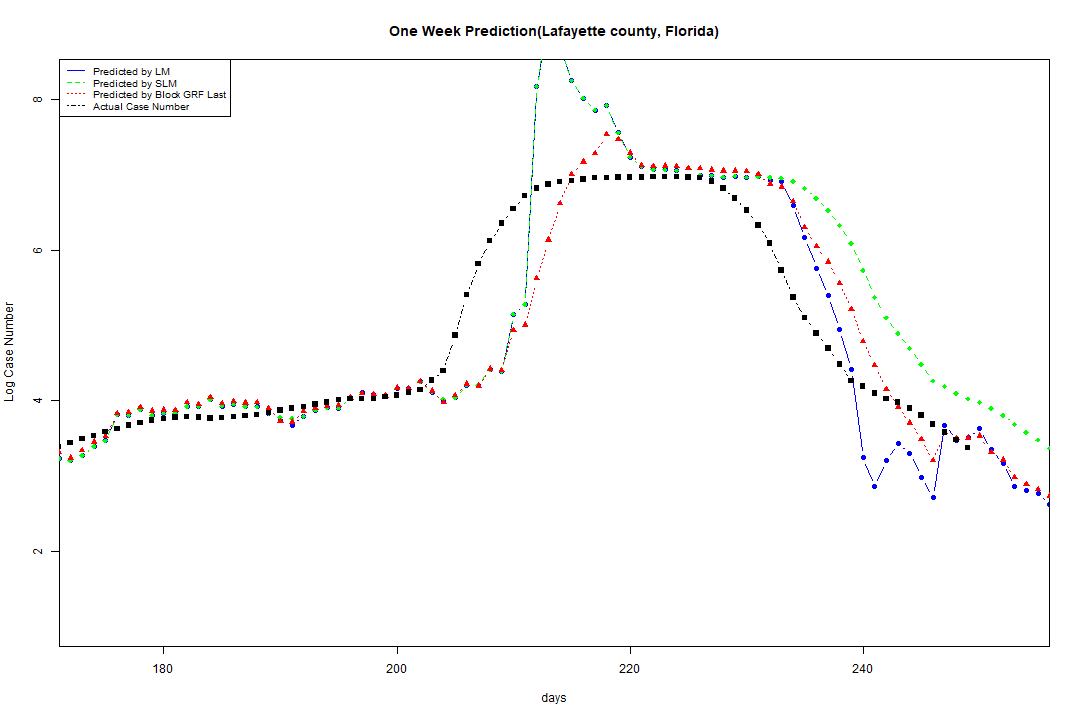 One Week Prediction(Lafayette county, Florida)
Predicted by LM
Predicted by SLM
Predicted by Block GRF Last
Actual Case Number
8
6
4
2
Log Case Number
180
200
220
240
days